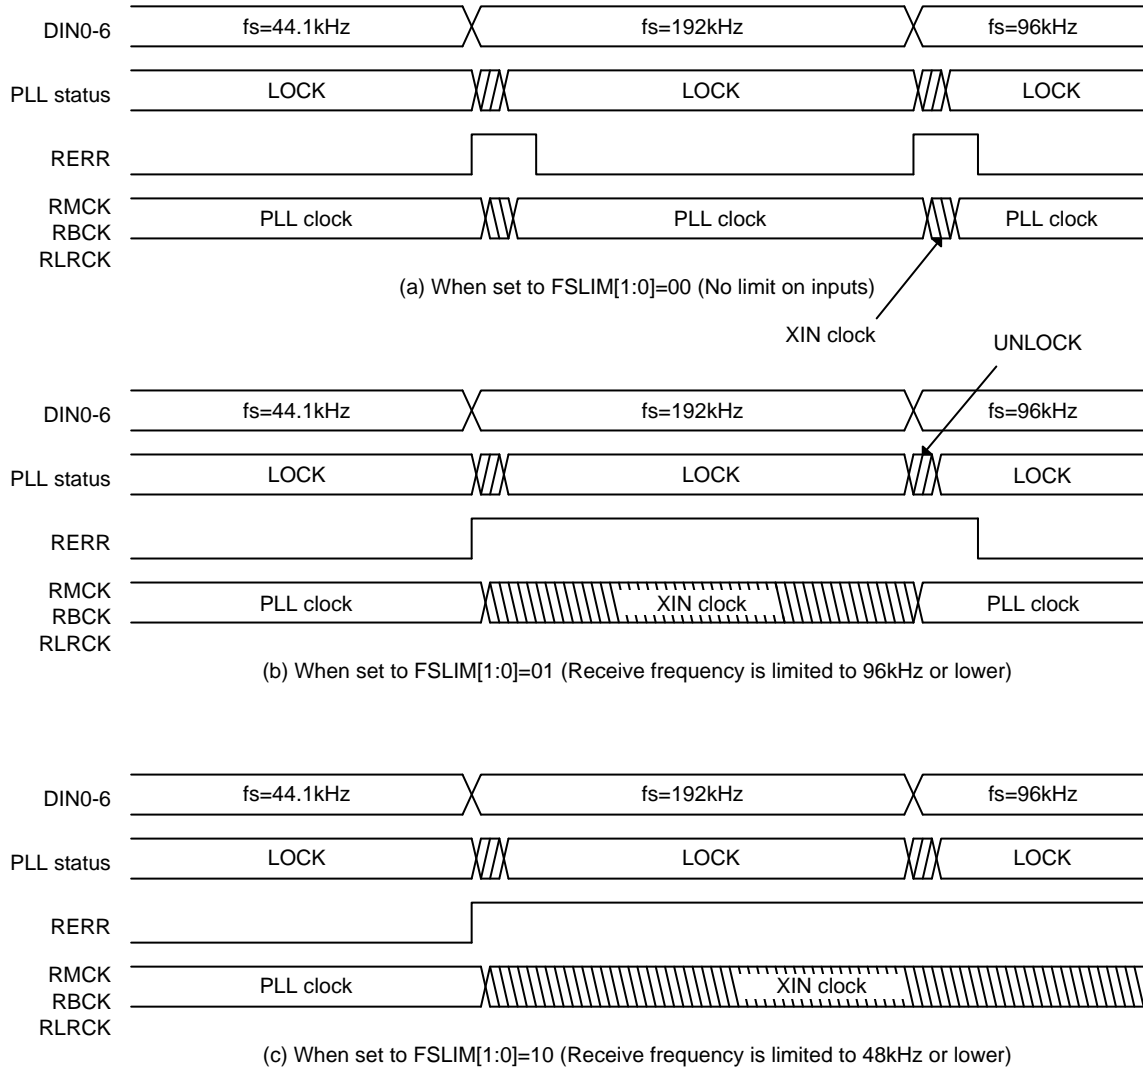 DIN0-6 fs=44.1kHz fs=192kHz fs=96kHz
PLL status LOCK LOCK LOCK
RERR
RMCK
RBCK PLL clock PLL clock PLL clock
RLRCK
(a) When set to FSLIM[1:0]=00 (No limit on inputs)
XIN clock
UNLOCK
DIN0-6 fs=44.1kHz fs=192kHz fs=96kHz
PLL status LOCK LOCK LOCK
RERR
RMCK
RBCK PLL clock XIN clock PLL clock
RLRCK
(b) When set to FSLIM[1:0]=01 (Receive frequency is limited to 96kHz or lower)
DIN0-6 fs=44.1kHz fs=192kHz fs=96kHz
PLL status LOCK LOCK LOCK
RERR
RMCK
RBCK PLL clock XIN clock
RLRCK
(c) When set to FSLIM[1:0]=10 (Receive frequency is limited to 48kHz or lower)